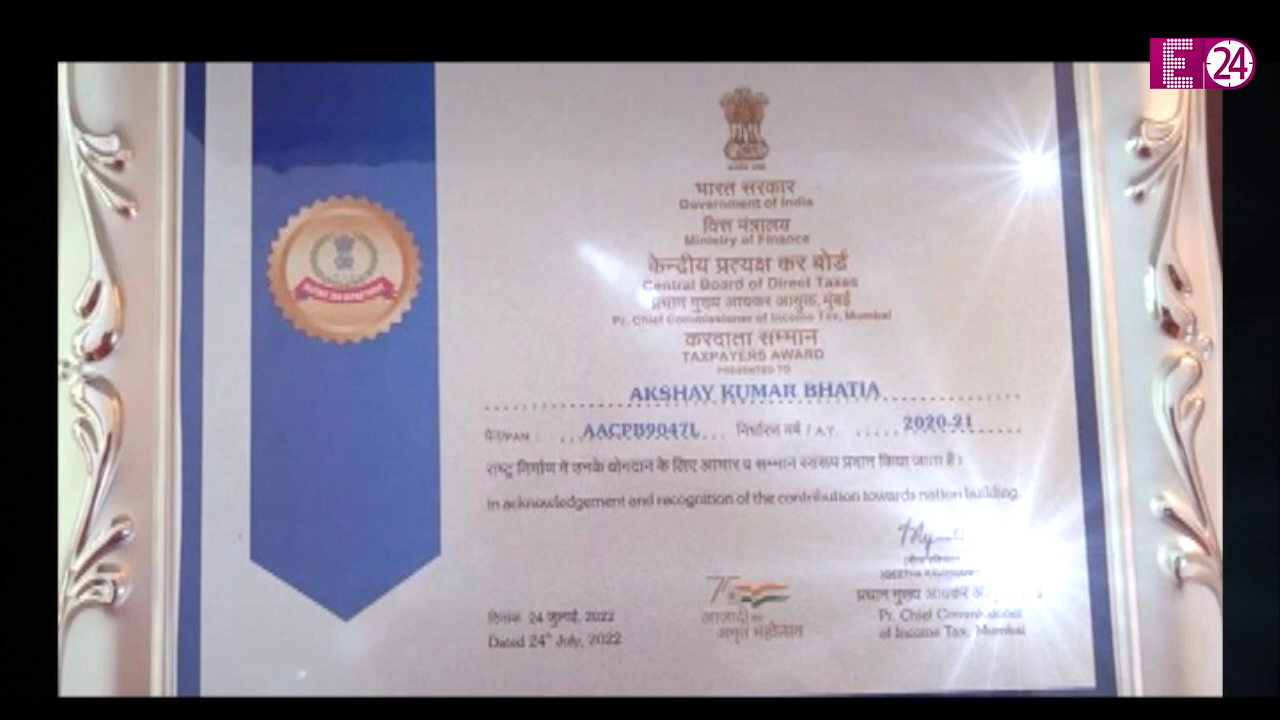 E 24
भारत सरकार
Government of India
वित्त मंत्रालय
Ministry of Finance
केन्द्रीय प्रत्यक्ष कर बोर्ड
Central Board of Direct Taxes
प्रधान मुख्य आयकर आयुक्त, मुंबई
Pr. Chief Commissioner of Income Tax, Mumbai
करदाता सम्मान
TAXPAYERS AWARD
PRESENTED TO
AKSHAY KUMAR BHATIA
पैन/PAN : AACPB9047L निर्धारण वर्ष / A.Y. 2020-21
राष्ट्र निर्माण में उनके योगदान के लिए आभार व सम्मान स्वरूप प्रदान किया जाता है।
in acknowledgement and recognition of the contribution towards nation building.
प्रधान मुख्य आयकर
Pr. Chief Commissioner
of Income Tax, Mumbai
75
आज़ादी का
अमृत महोत्सव
दिनांक 24 जुलाई, 2022
Dated 24th July, 2022